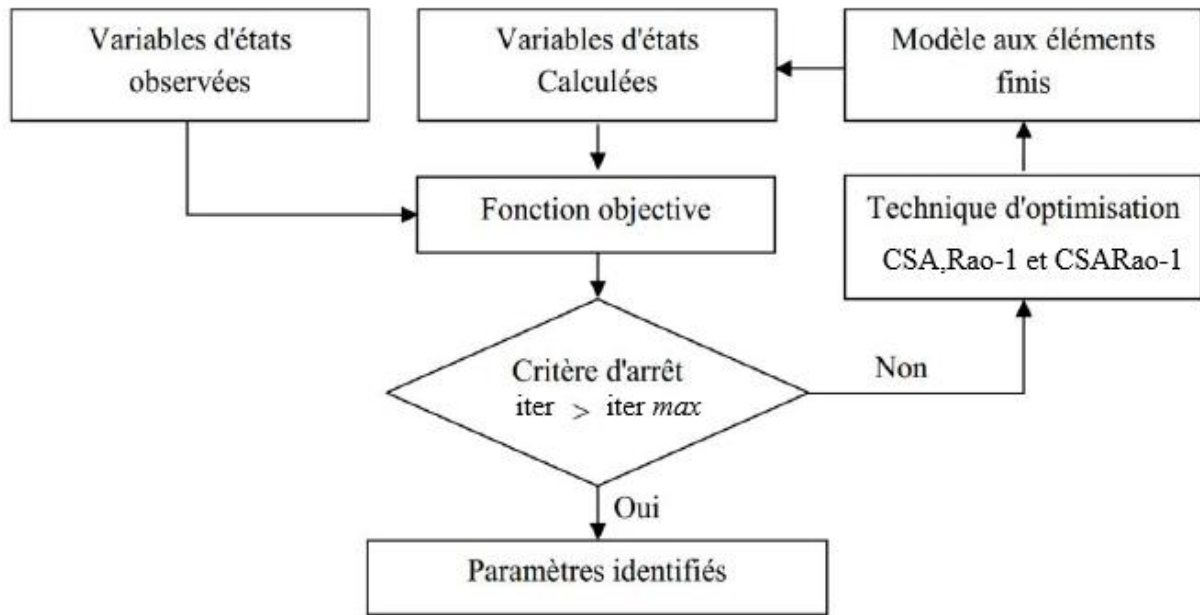 Variables d'états
observées
Variables d'états
Calculées
Modèle aux éléments
finis
Fonction objective
Technique d'optimisation
CSA,Rao-1 et CSARao-1
Critère d'arrêt
iter > iter max
Non
Oui
Paramètres identifiés